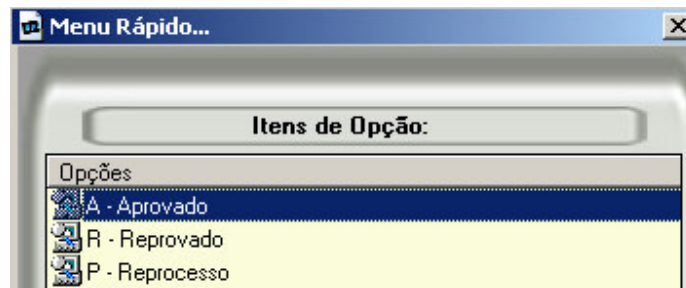 Menu Rápido...
Itens de Opção:
Opções
A - Aprovado
R - Reprovado
P - Reprocesso